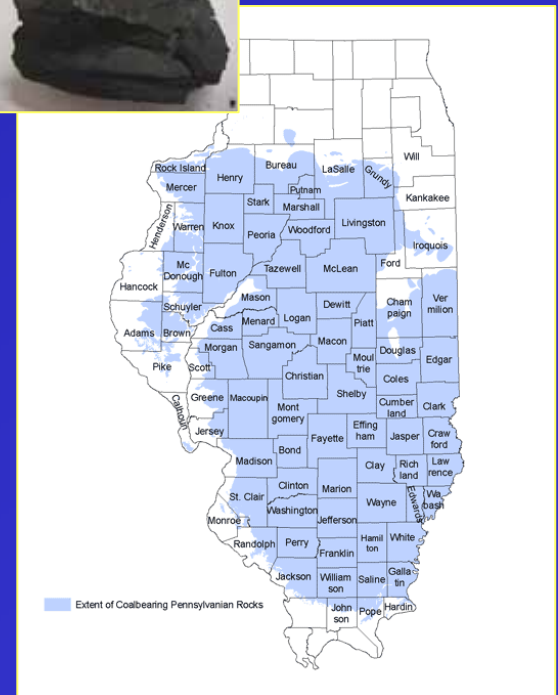 Will
Rock Island
Bureau
LaSalle
Grundy
Henry
Mercer
Putnam
Kankakee
Stark
Marshall
Henderson
Warren
Knox
Livingston
Peoria
Woodford
Iroquois
Mc
Donough
Fulton
Tazewell
McLean
Ford
Hancock
Mason
Dewitt
Cham
paign
Ver
milion
Schuyler
Logan
Piatt
Adams
Brown
Cass
Menard
Macon
Morgan
Sangamon
Moul
trie
Douglas
Edgar
Pike
Scott
Christian
Coles
Shelby
Greene
Macoupin
Cumber
land
Clark
Calhoun
Mont
gomery
Jersey
Fayette
Effing
ham
Jasper
Craw
ford
Bond
Madison
Clay
Rich
land
Law
rence
Clinton
Marion
St. Clair
Wayne
Edwards
Wa
bash
Washington
Monroe
Jefferson
Randolph
Perry
Hamil
ton
White
Franklin
Jackson
William
son
Saline
Galla
tin
Extent of Coalbearing Pennsylvanian Rocks
John
son
Pope
Hardin